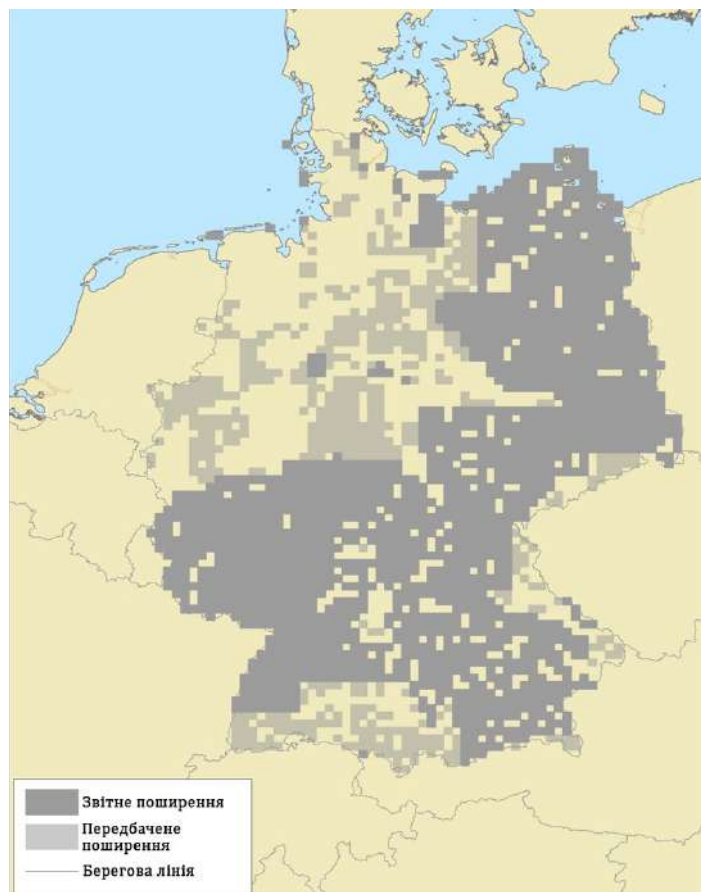 Звітне поширення
Передбачене
поширення
Берегова лінія